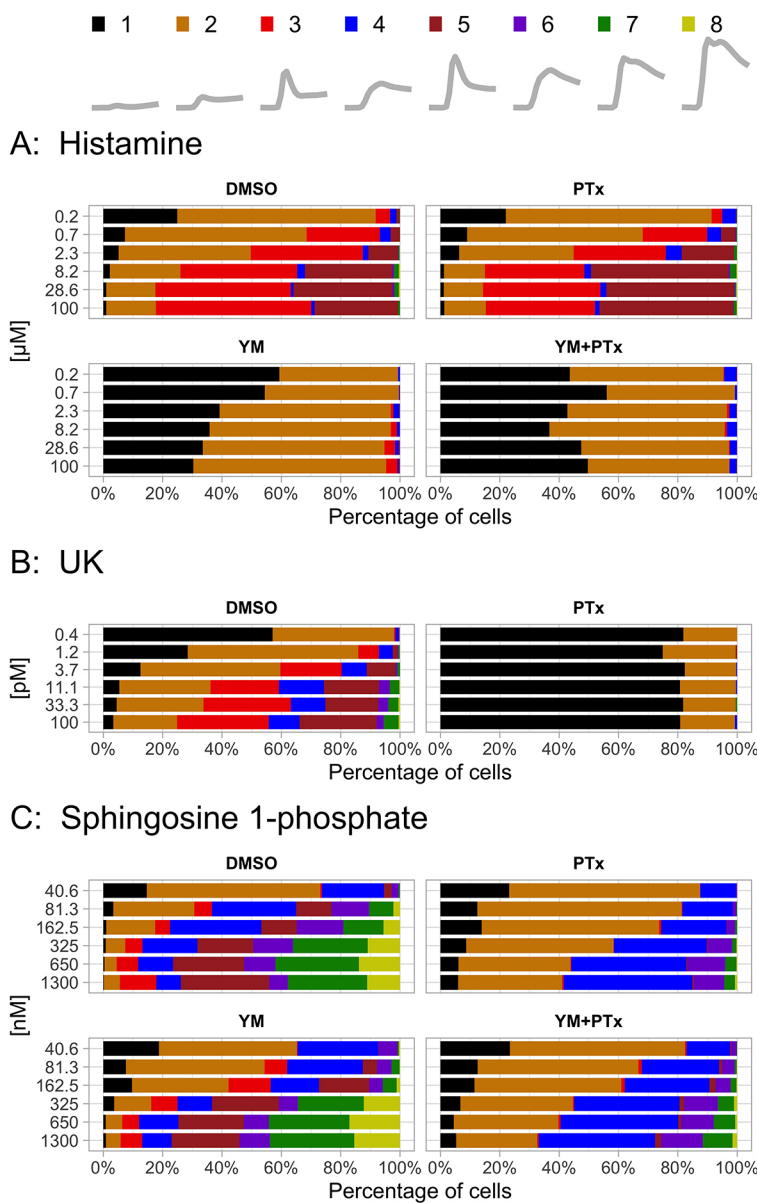 1 2 3 4 5 6 7 8
A: Histamine
DMSO PTx
0.2
0.7
2.3
8.2
28.6
100
[µM]
YM YM+PTx
0.2
0.7
2.3
8.2
28.6
100
0% 20% 40% 60% 80% 100% 0% 20% 40% 60% 80% 100%
Percentage of cells
B: UK
DMSO PTx
0.4
1.2
3.7
11.1
33.3
100
[pM]
0% 20% 40% 60% 80% 100% 0% 20% 40% 60% 80% 100%
Percentage of cells
C: Sphingosine 1-phosphate
DMSO PTx
40.6
81.3
162.5
325
650
1300
[nM]
YM YM+PTx
40.6
81.3
162.5
325
650
1300
0% 20% 40% 60% 80% 100% 0% 20% 40% 60% 80% 100%
Percentage of cells